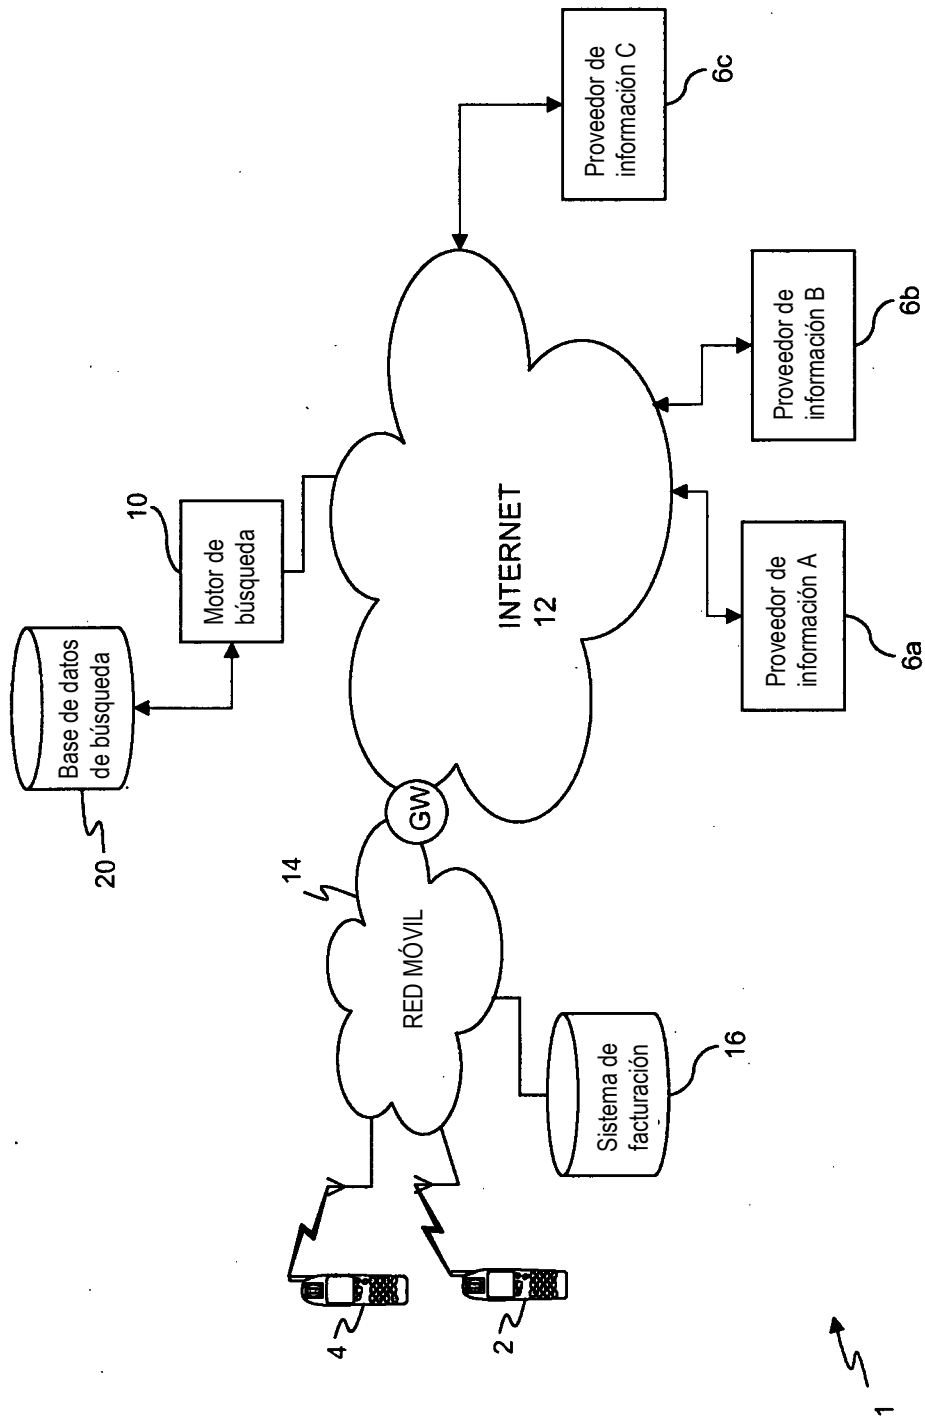 Base de datos
de búsqueda
20
10
Motor de
búsqueda
Proveedor de
información C
6c
INTERNET
12
GW
14
RED MÓVIL
4
2
Sistema de
facturación
16
Proveedor de
información A
6a
Proveedor de
información B
6b
1